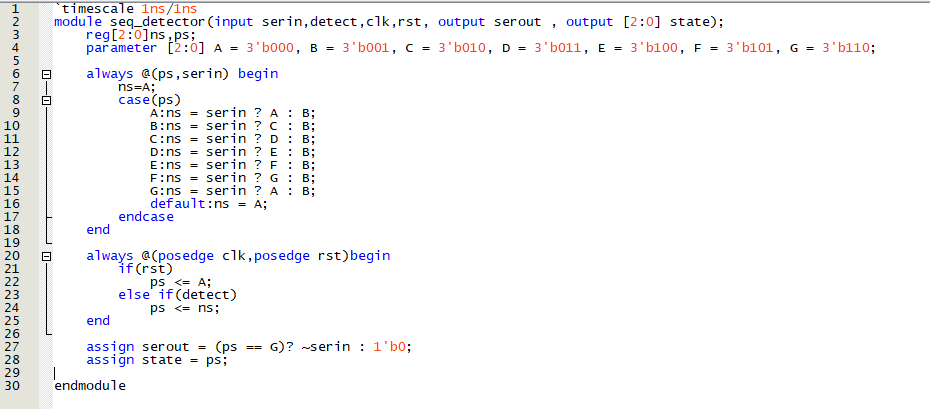 1 `timescale 1ns/1ns
2 module seq_detector(input serin,detect,clk,rst, output serout , output [2:0] state);
3 reg[2:0]ns,ps;
4 parameter [2:0] A = 3'b000, B = 3'b001, C = 3'b010, D = 3'b011, E = 3'b100, F = 3'b101, G = 3'b110;
5
6 always @(ps,serin) begin
7 ns=A;
8 case(ps)
9 A:ns = serin ? A : B;
10 B:ns = serin ? C : B;
11 C:ns = serin ? D : B;
12 D:ns = serin ? E : B;
13 E:ns = serin ? F : B;
14 F:ns = serin ? G : B;
15 G:ns = serin ? A : B;
16 default:ns = A;
17 endcase
18 end
19
20 always @(posedge clk,posedge rst)begin
21 if(rst)
22 ps <= A;
23 else if(detect)
24 ps <= ns;
25 end
26
27 assign serout = (ps == G)? ~serin : 1'b0;
28 assign state = ps;
29
30 endmodule